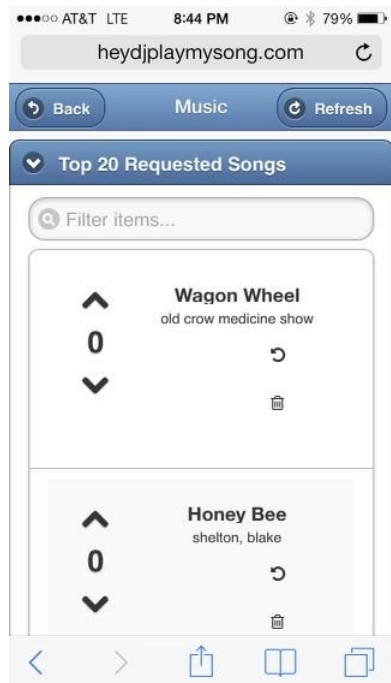 AT&T LTE 8:44 PM 79%
heydjplaymysong.com
Back Music Refresh
Top 20 Requested Songs
Filter items...
Wagon Wheel
old crow medicine show
0
Honey Bee
shelton, blake
0